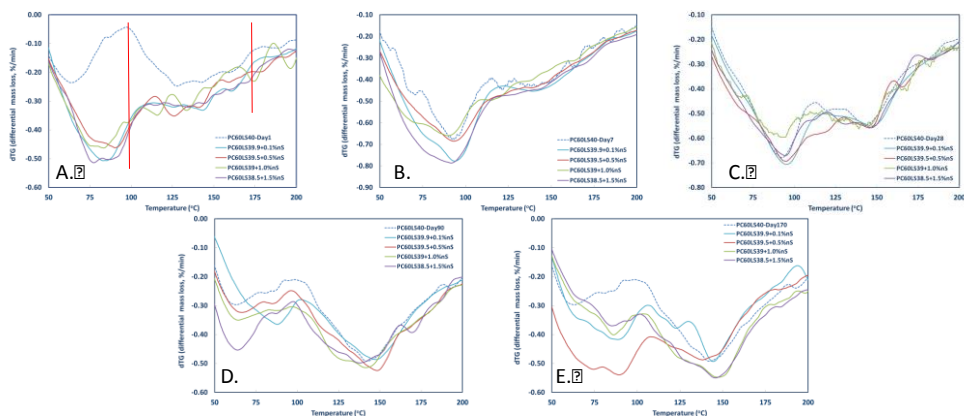 0.00
-0.10
-0.20
-0.30
-0.40
-0.50
-0.60
dTG (differential mass loss, %/min)
50 75 100 125 150 175 200
Temperature (°C)
PC60LS40-Day1
PC60LS39.9+0.1%nS
PC60LS39.5+0.5%nS
PC60LS39+1.0%nS
PC60LS38.5+1.5%nS
A.
0.00
-0.10
-0.20
-0.30
-0.40
-0.50
-0.60
-0.70
-0.80
-0.90
dTG (differential mass loss, %/min)
50 75 100 125 150 175 200
Temperature (°C)
PC60LS40-Day7
PC60LS39.9+0.1%nS
PC60LS39.5+0.5%nS
PC60LS39+1.0%nS
PC60LS38.5+1.5%nS
B.
-0.10
-0.20
-0.30
-0.40
-0.50
-0.60
-0.70
-0.80
dTG (differential mass loss, %/min)
50 75 100 125 150 175 200
Temperature (°C)
PC60LS40-Day28
PC60LS39.9+0.1%nS
PC60LS39.5+0.5%nS
PC60LS39+1.0%nS
PC60LS38.5+1.5%nS
C.
0.00
-0.10
-0.20
-0.30
-0.40
-0.50
-0.60
dTG (differential mass loss, %/min)
50 75 100 125 150 175 200
Temperature (°C)
PC60LS40-Day90
PC60LS39.9+0.1%nS
PC60LS39.5+0.5%nS
PC60LS39+1.0%nS
PC60LS38.5+1.5%nS
D.
0.00
-0.10
-0.20
-0.30
-0.40
-0.50
-0.60
dTG (differential mass loss, %/min)
50 75 100 125 150 175 200
Temperature (°C)
PC60LS40-Day170
PC60LS39.9+0.1%nS
PC60LS39.5+0.5%nS
PC60LS39+1.0%nS
PC60LS38.5+1.5%nS
E.